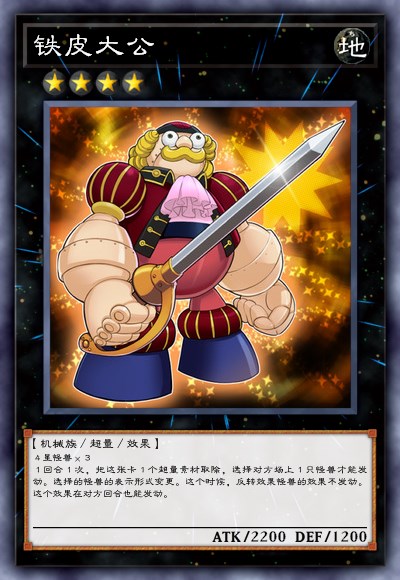 铁皮大公
地
【机械族／超量／效果】
4星怪兽×3
1回合1次，把这张卡1个超量素材取除，选择对方场上1只怪兽才能发
动。选择的怪兽的表示形式变更。这个时候，反转效果怪兽的效果不发动。
这个效果在对方回合也能发动。
ATK/2200 DEF/1200